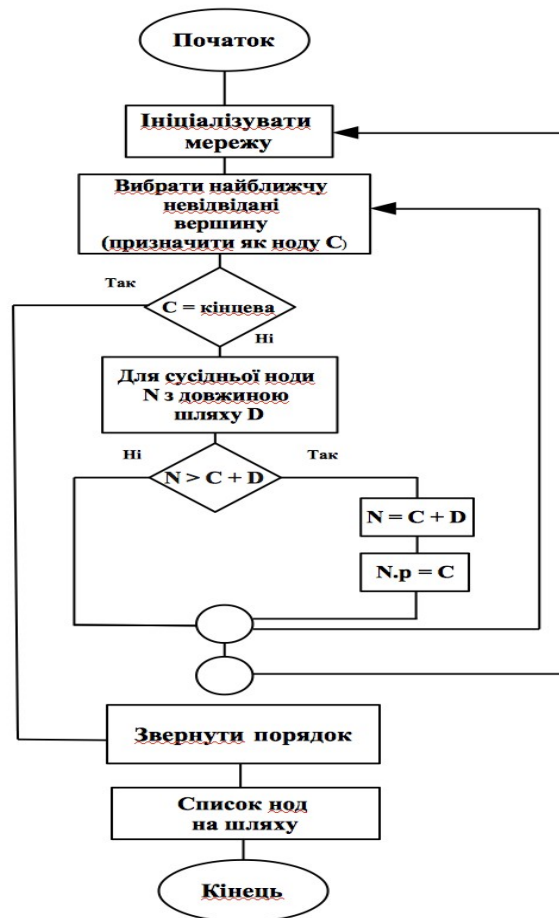 Початок
Ініціалізувати
мережу
Вибрати найближчу
невідвідані
вершину
(призначити як ноду С)
Так
С = кінцева
Ні
Для сусідньої ноди
N з довжиною
шляху D
Ні
Так
N > C + D
N = C + D
N.p = C
Звернути порядок
Список нод
на шляху
Кінець